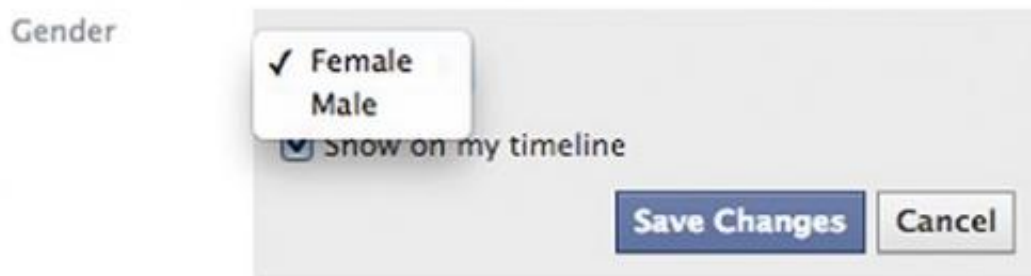 Gender
✓ Female
Male
Show on my timeline
Save Changes Cancel